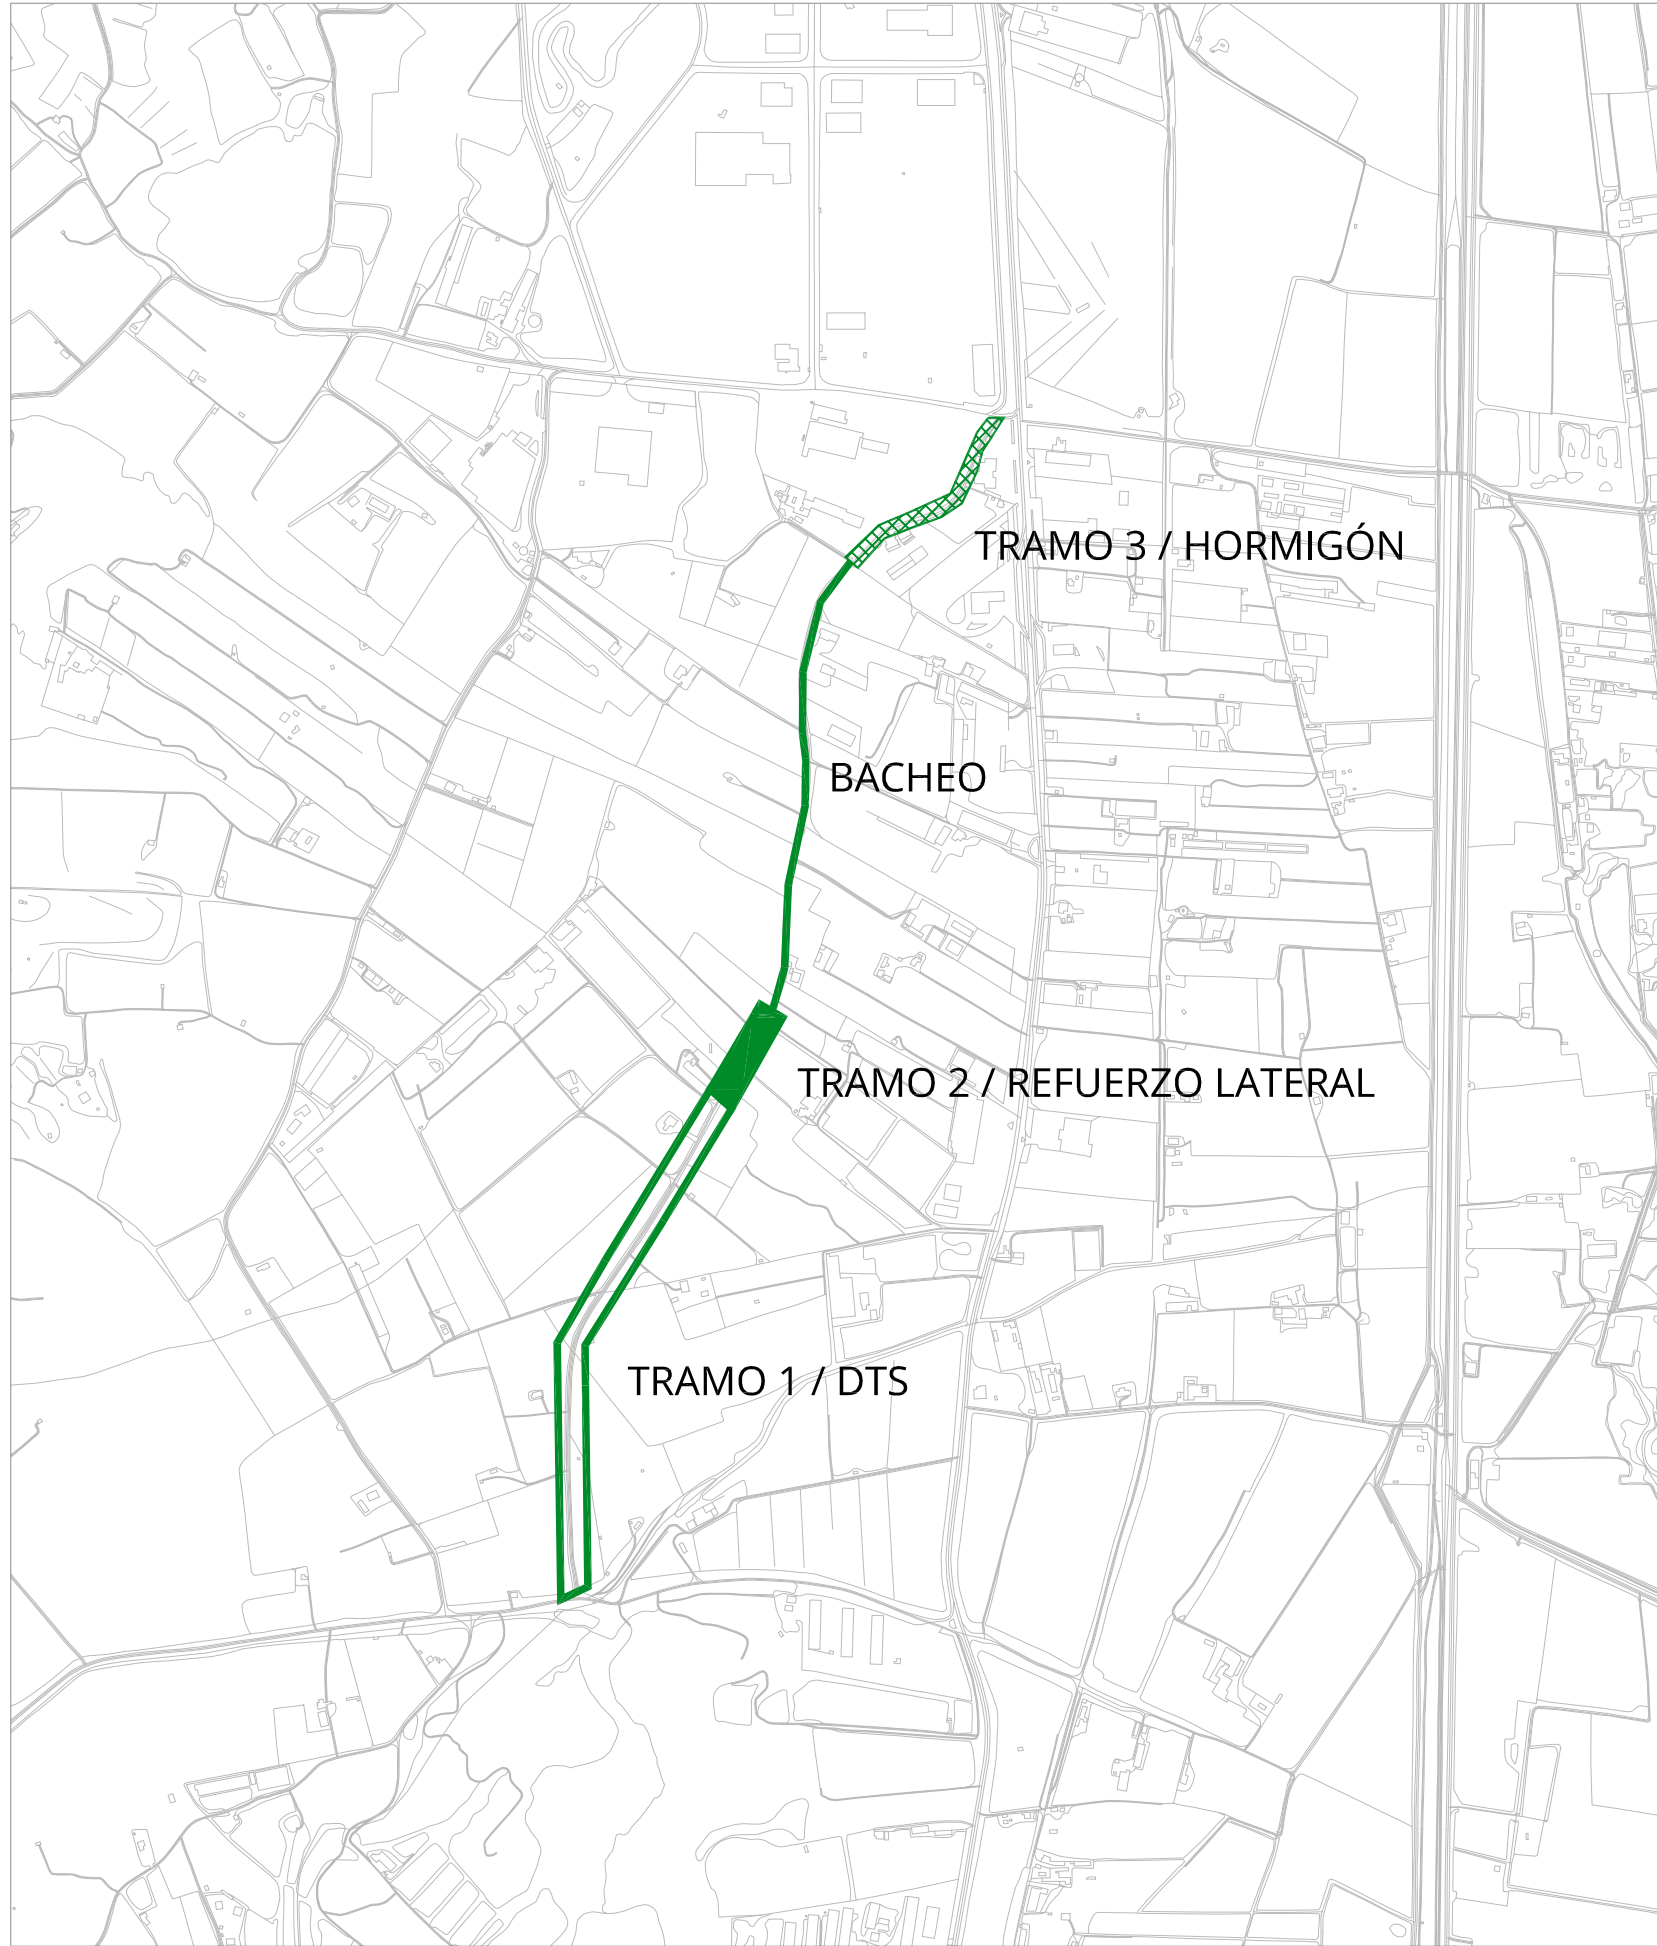 TRAMO 3 / HORMIGÓN
BACHEO
TRAMO 2 / REFUERZO LATERAL
TRAMO 1 / DTS